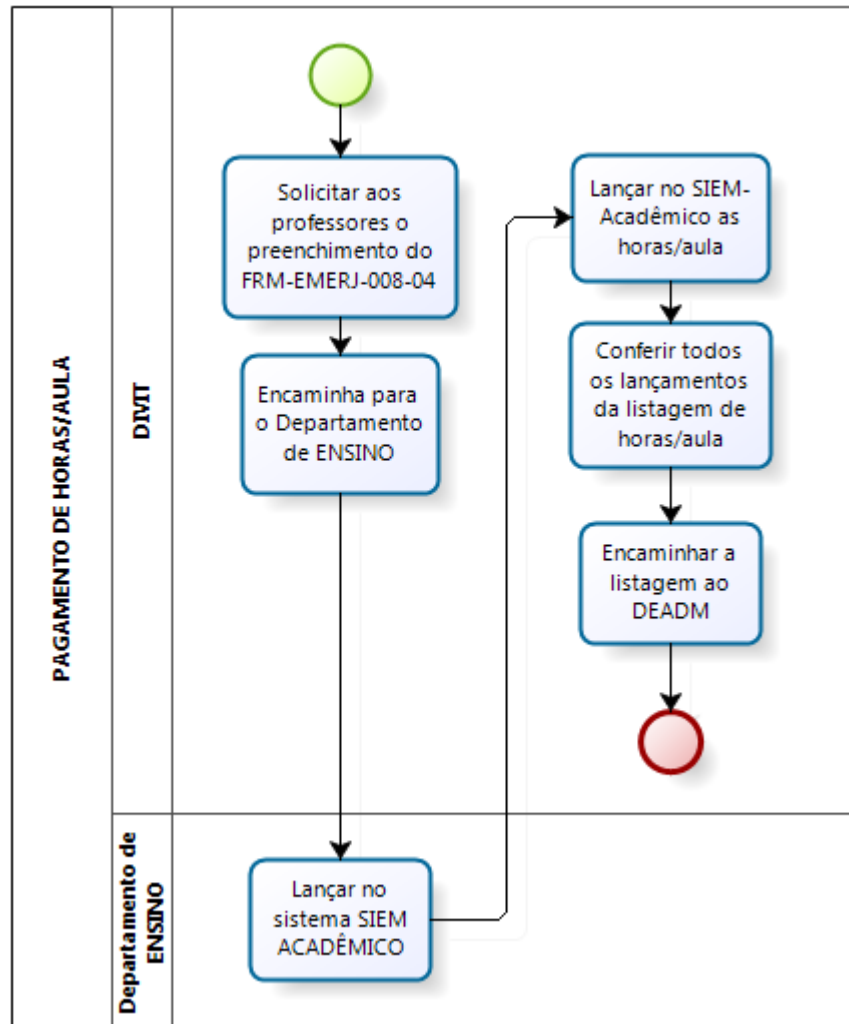 PAGAMENTO DE HORAS/AULA
DIVIT
Solicitar aos
professores o
preenchimento do
FRM-EMERJ-008-04
Encaminha para
o Departamento
de ENSINO
Lançar no SIEM-
Acadêmico as
horas/aula
Conferir todos
os lançamentos
da listagem de
horas/aula
Encaminhar a
listagem ao
DEADM
Departamento de
ENSINO
Lançar no
sistema SIEM
ACADÊMICO